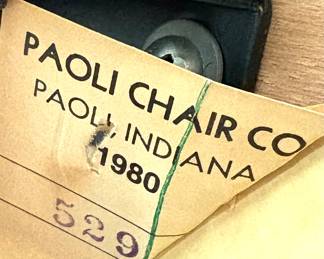 PAOLI CHAIR CO
PAOLI, INDIANA
1980
529